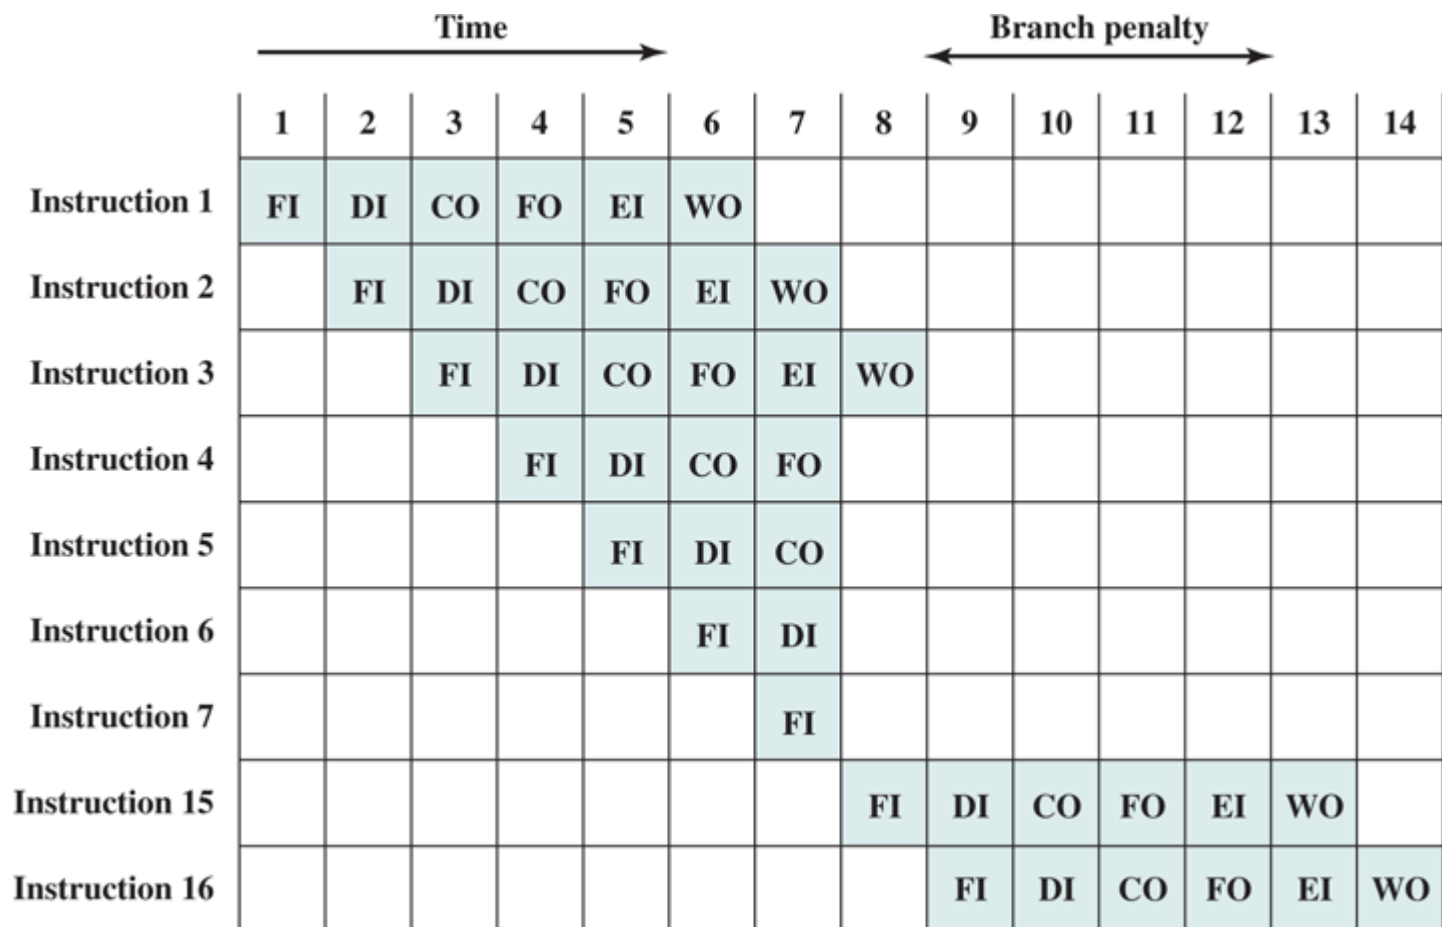 Time Branch penalty
1 2 3 4 5 6 7 8 9 10 11 12 13 14
Instruction 1 FI DI CO FO EI WO
Instruction 2 FI DI CO FO EI WO
Instruction 3 FI DI CO FO EI WO
Instruction 4 FI DI CO FO
Instruction 5 FI DI CO
Instruction 6 FI DI
Instruction 7 FI
Instruction 15 FI DI CO FO EI WO
Instruction 16 FI DI CO FO EI WO